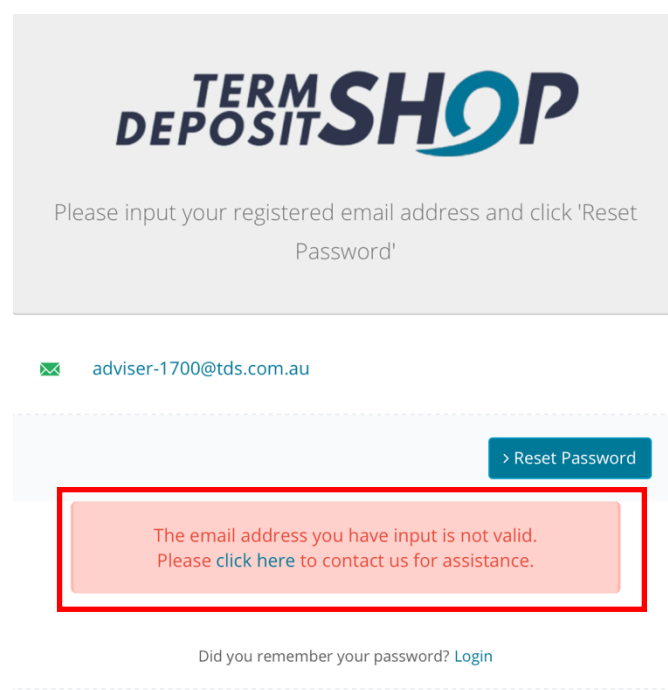 TERM
DEPOSIT SHOP
Please input your registered email address and click 'Reset
Password'
adviser-1700@tds.com.au
> Reset Password
The email address you have input is not valid.
Please click here to contact us for assistance.
Did you remember your password? Login